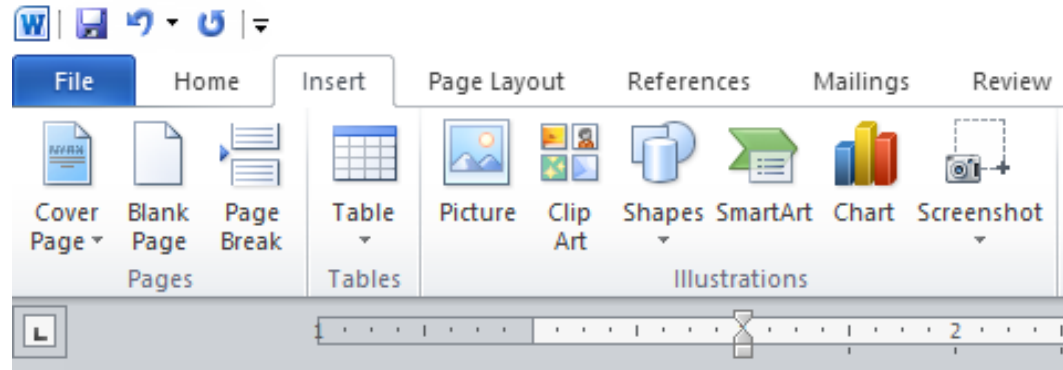 W
File Home Insert Page Layout References Mailings Review
Cover Page Blank Page Page Break Table Picture Clip Art Shapes SmartArt Chart Screenshot
Pages Tables Illustrations
1 2